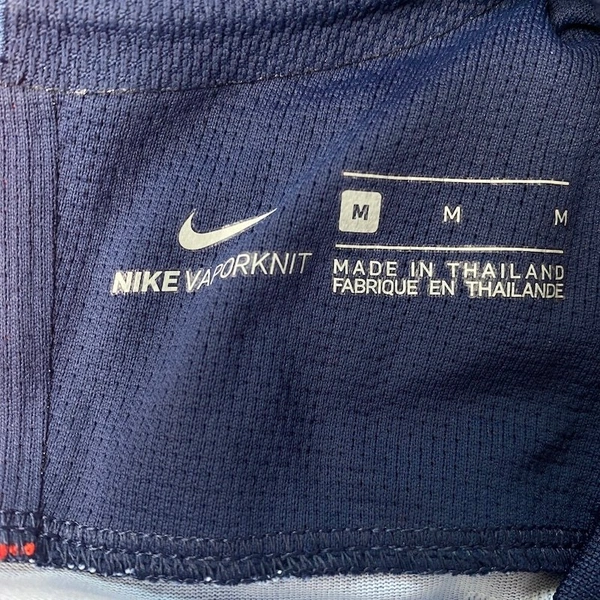 NIKE VAPORKNIT
M M M
MADE IN THAILAND
FABRIQUE EN THAILANDE